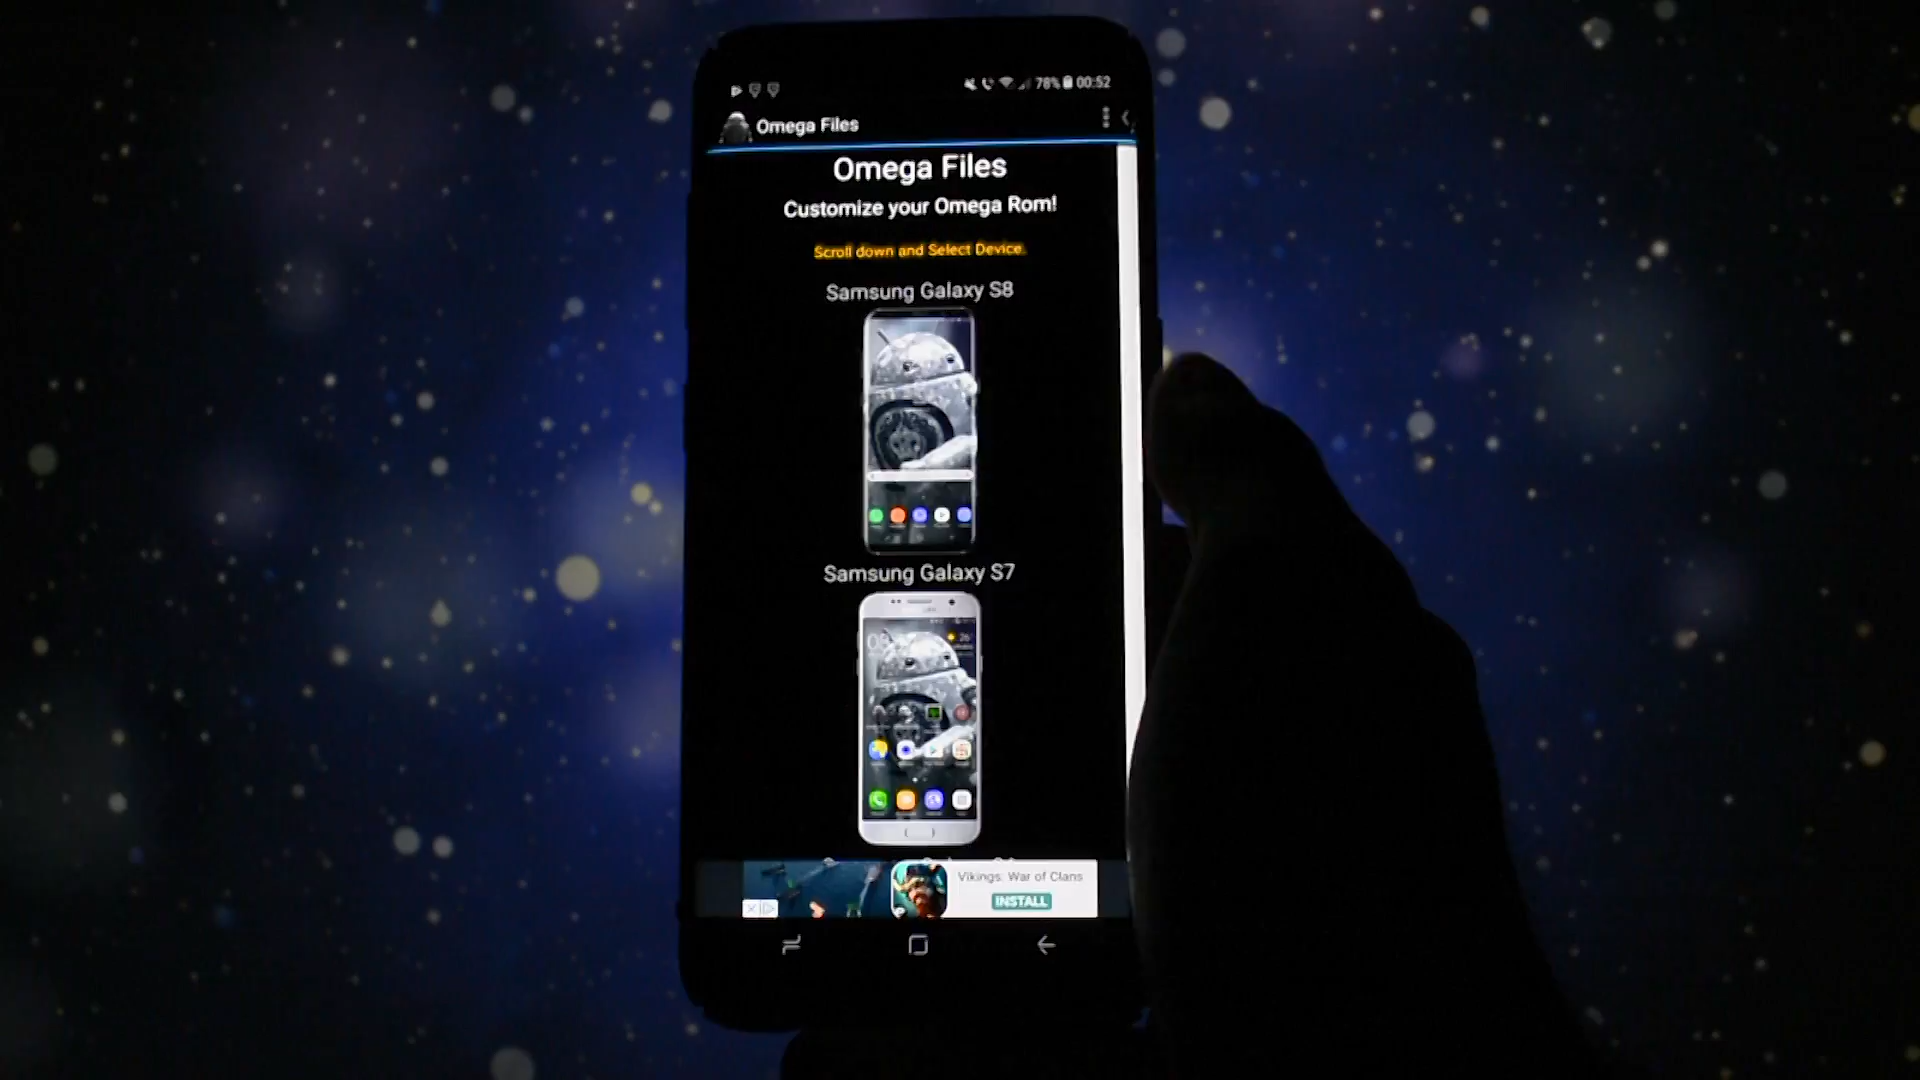 78% 00:52
Omega Files
Omega Files
Customize your Omega Rom!
Scroll down and Select Device.
Samsung Galaxy S8
Samsung Galaxy S7
Vikings: War of Clans
INSTALL